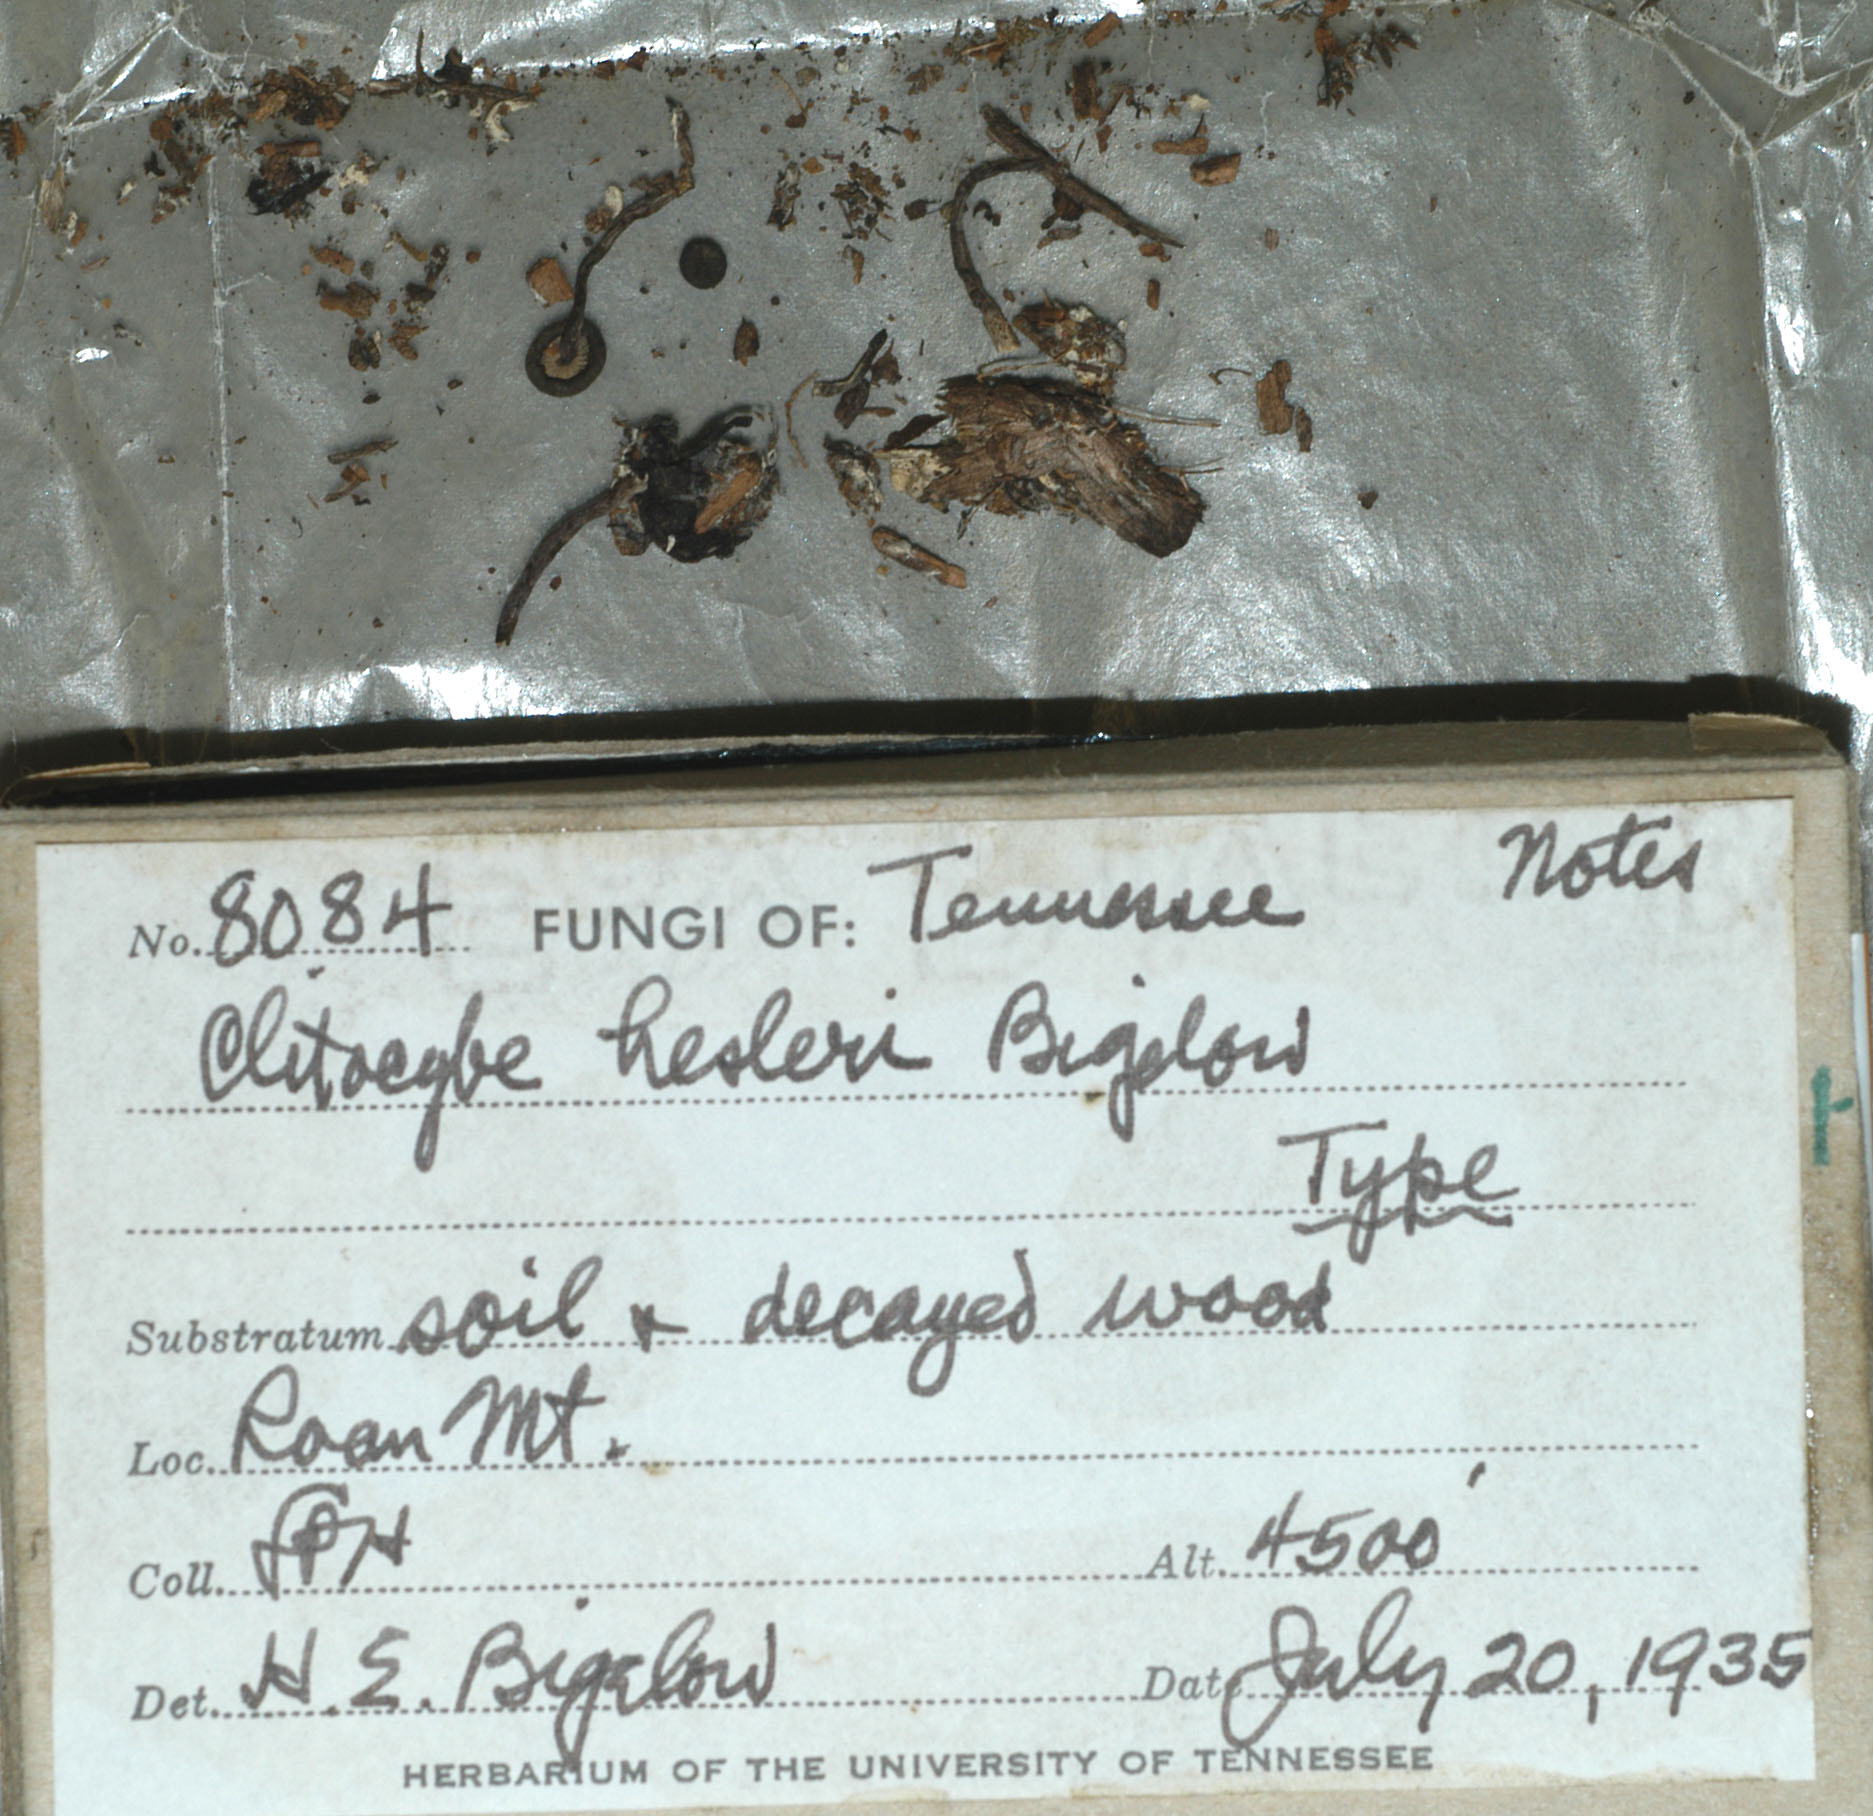 No. 8084 FUNGI OF: Tennessee Notes
Clitocybe hesleri Bigelow
Type
Substratum soil & decayed wood
Loc. Roan Mt.
Coll. Alt. 4500'
Det. H. E. Bigelow Date July 20, 1935
HERBARIUM OF THE UNIVERSITY OF TENNESSEE